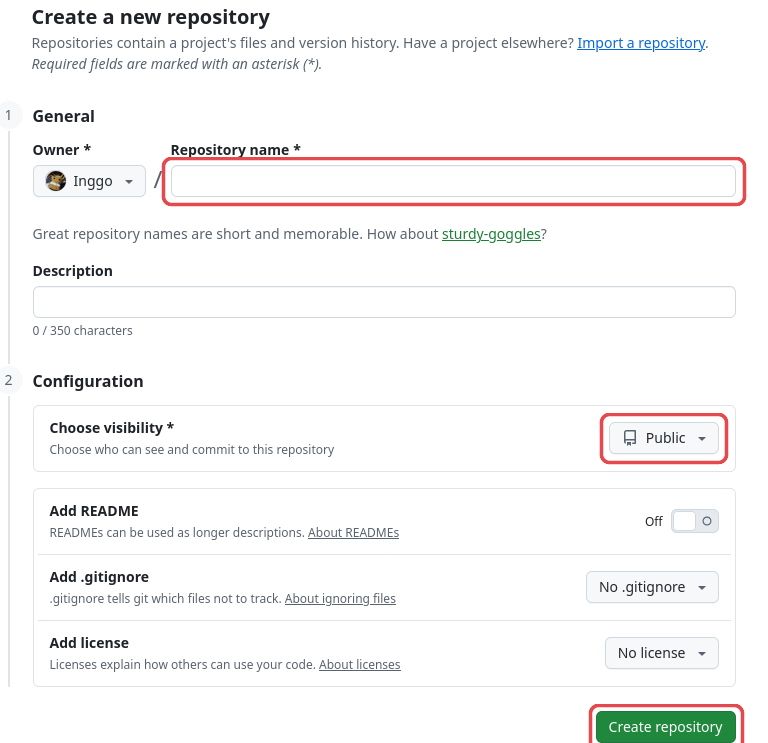 Create a new repository
Repositories contain a project's files and version history. Have a project elsewhere? Import a repository.
Required fields are marked with an asterisk (*).
1
General
Owner *
Repository name *
Inggo
/
Great repository names are short and memorable. How about sturdy-goggles?
Description
0 / 350 characters
2
Configuration
Choose visibility *
Choose who can see and commit to this repository
Public
Add README
READMEs can be used as longer descriptions. About READMEs
Off
Add .gitignore
.gitignore tells git which files not to track. About ignoring files
No .gitignore
Add license
Licenses explain how others can use your code. About licenses
No license
Create repository